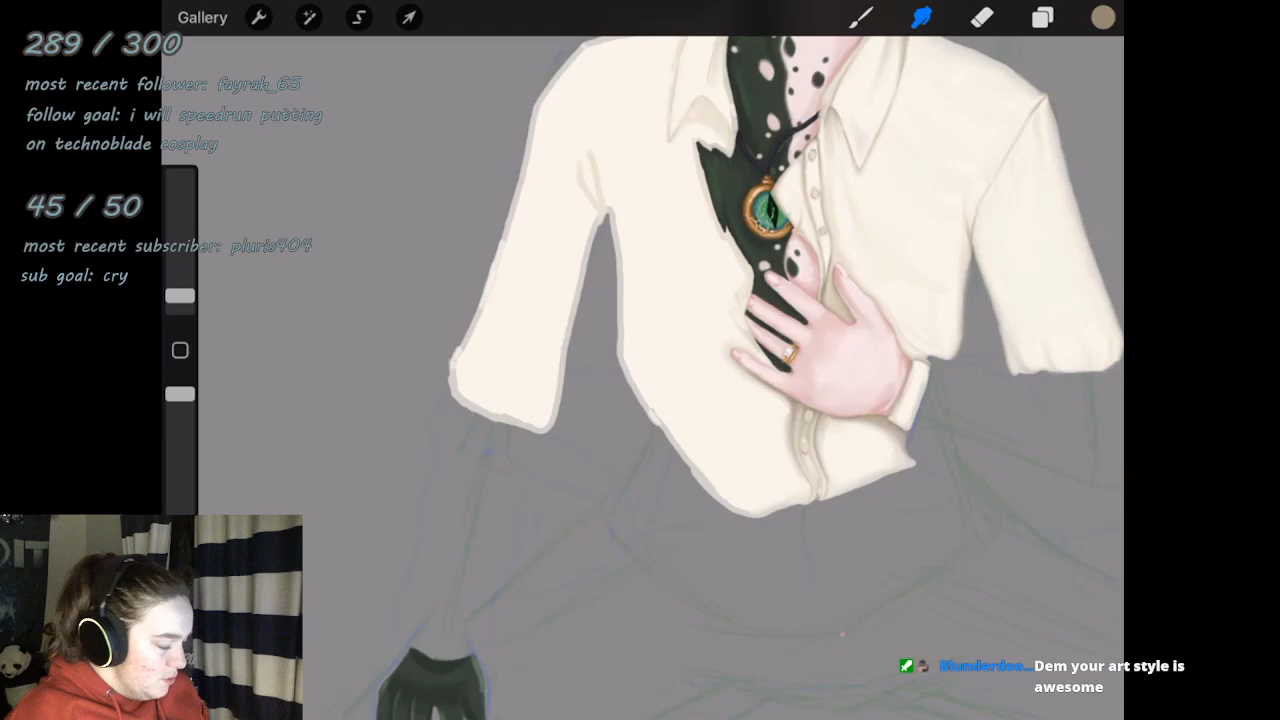 Gallery
289 / 300
most recent follower: fayrah_65
follow goal: i will speedrun putting
on technoblade cosplay
45 / 50
most recent subscriber: pluris404
sub goal: cry
Dem your art style is
awesome